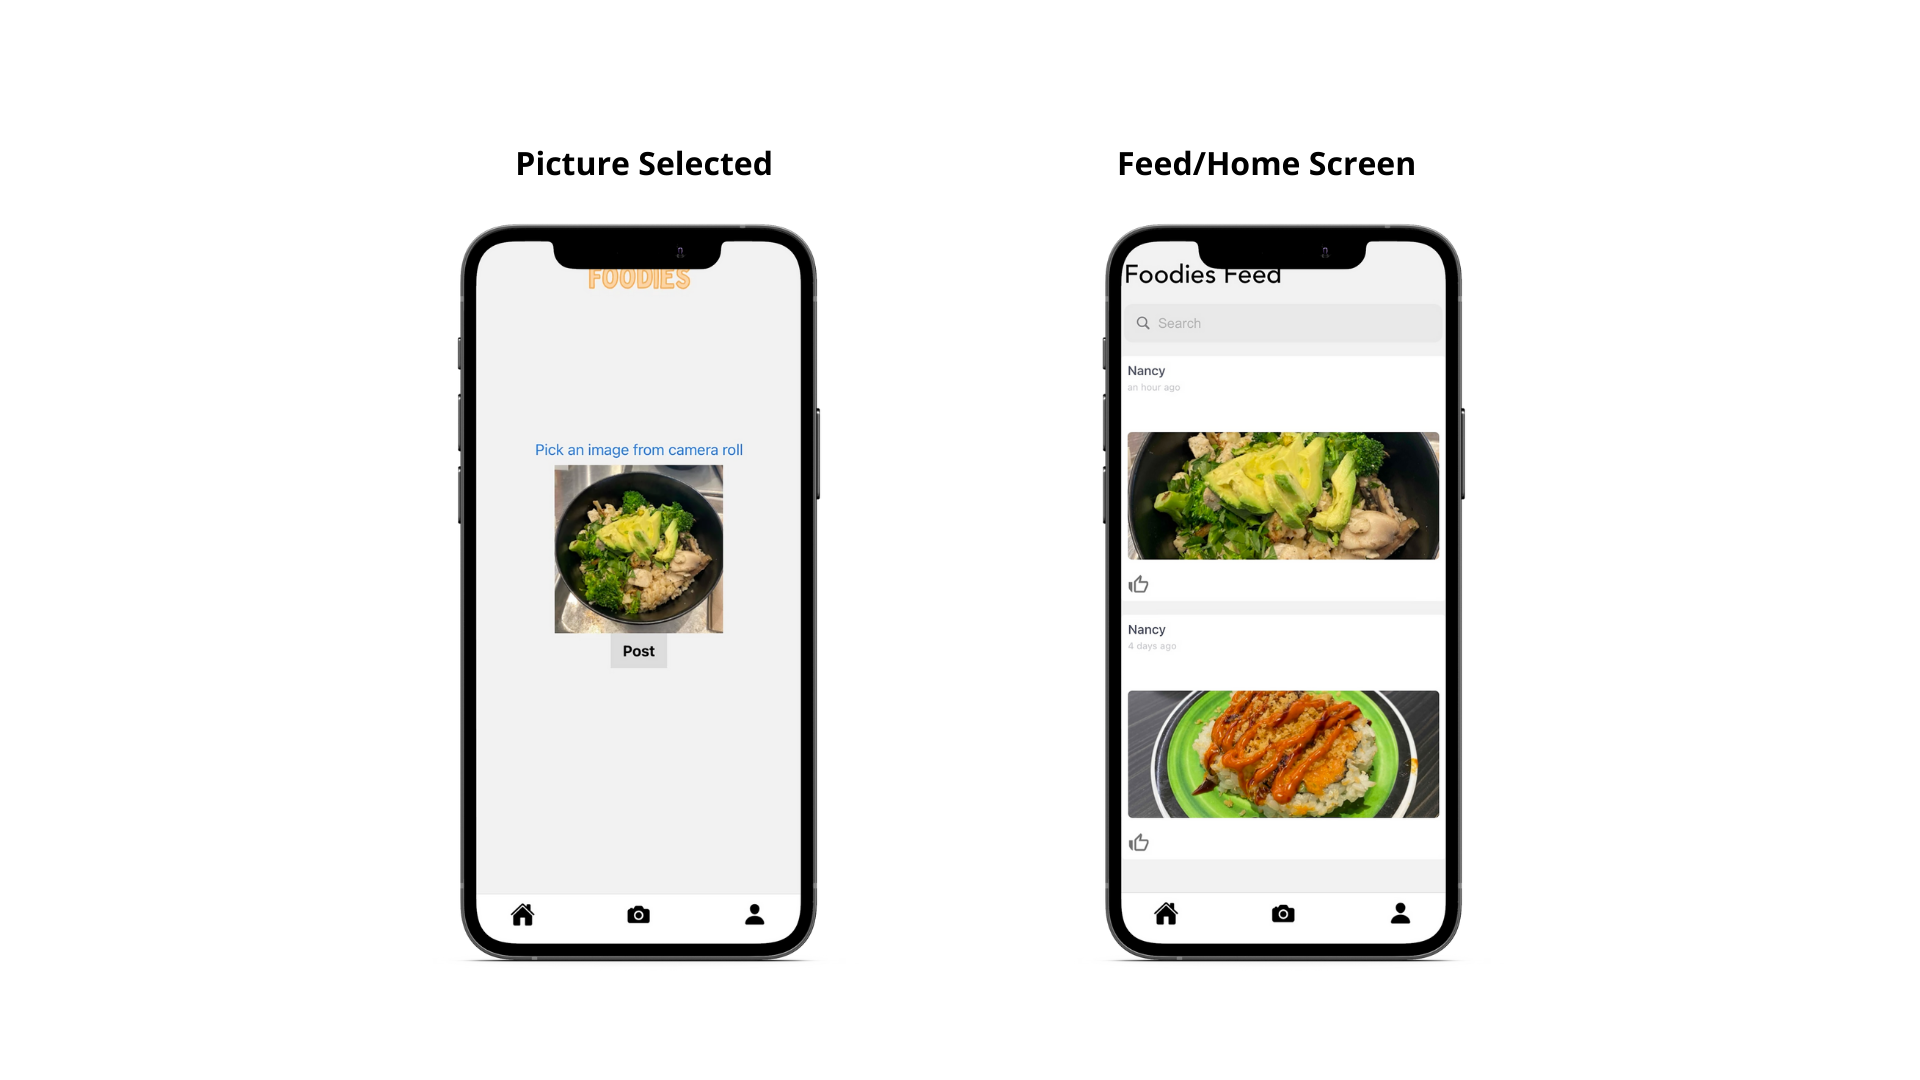 Picture Selected
FOODIES
Pick an image from camera roll
Post
Feed/Home Screen
Foodies Feed
Search
Nancy
an hour ago
Nancy
4 days ago